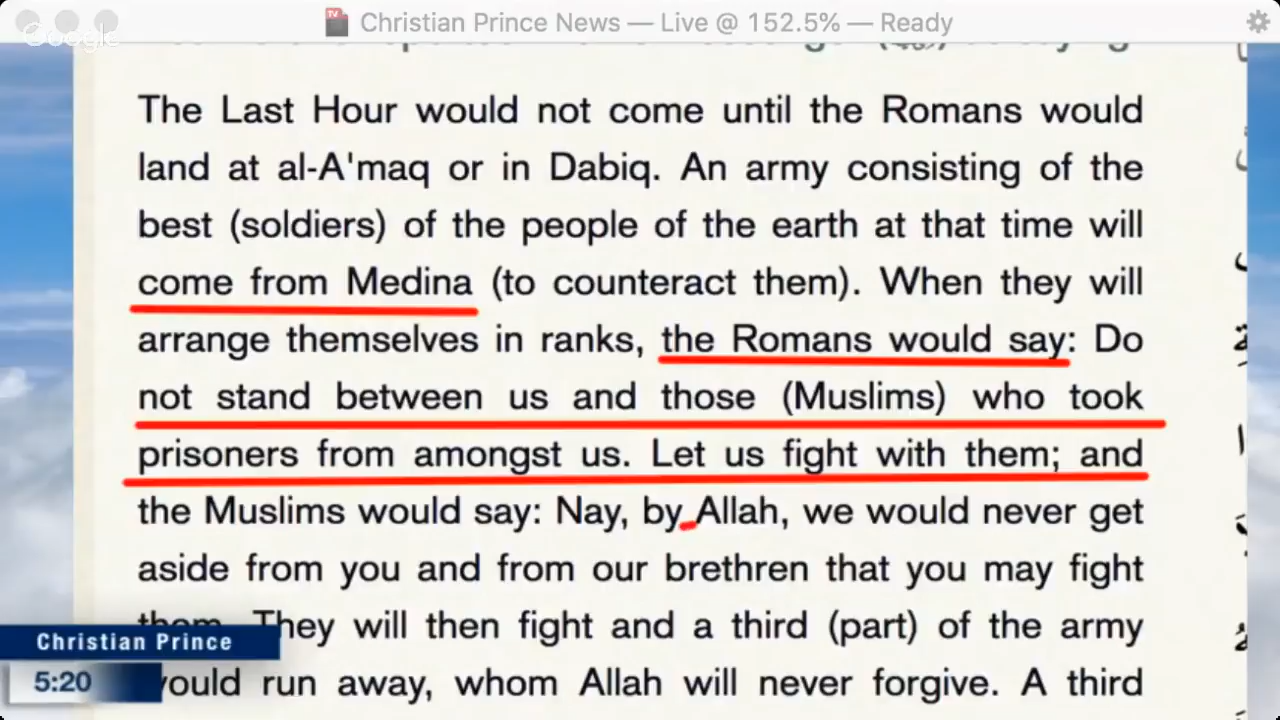 Christian Prince News — Live @ 152.5% — Ready
Google
The Last Hour would not come until the Romans would
land at al-A'maq or in Dabiq. An army consisting of the
best (soldiers) of the people of the earth at that time will
come from Medina (to counteract them). When they will
arrange themselves in ranks, the Romans would say: Do
not stand between us and those (Muslims) who took
prisoners from amongst us. Let us fight with them; and
the Muslims would say: Nay, by Allah, we would never get
aside from you and from our brethren that you may fight
them. They will then fight and a third (part) of the army
would run away, whom Allah will never forgive. A third
Christian Prince
5:20